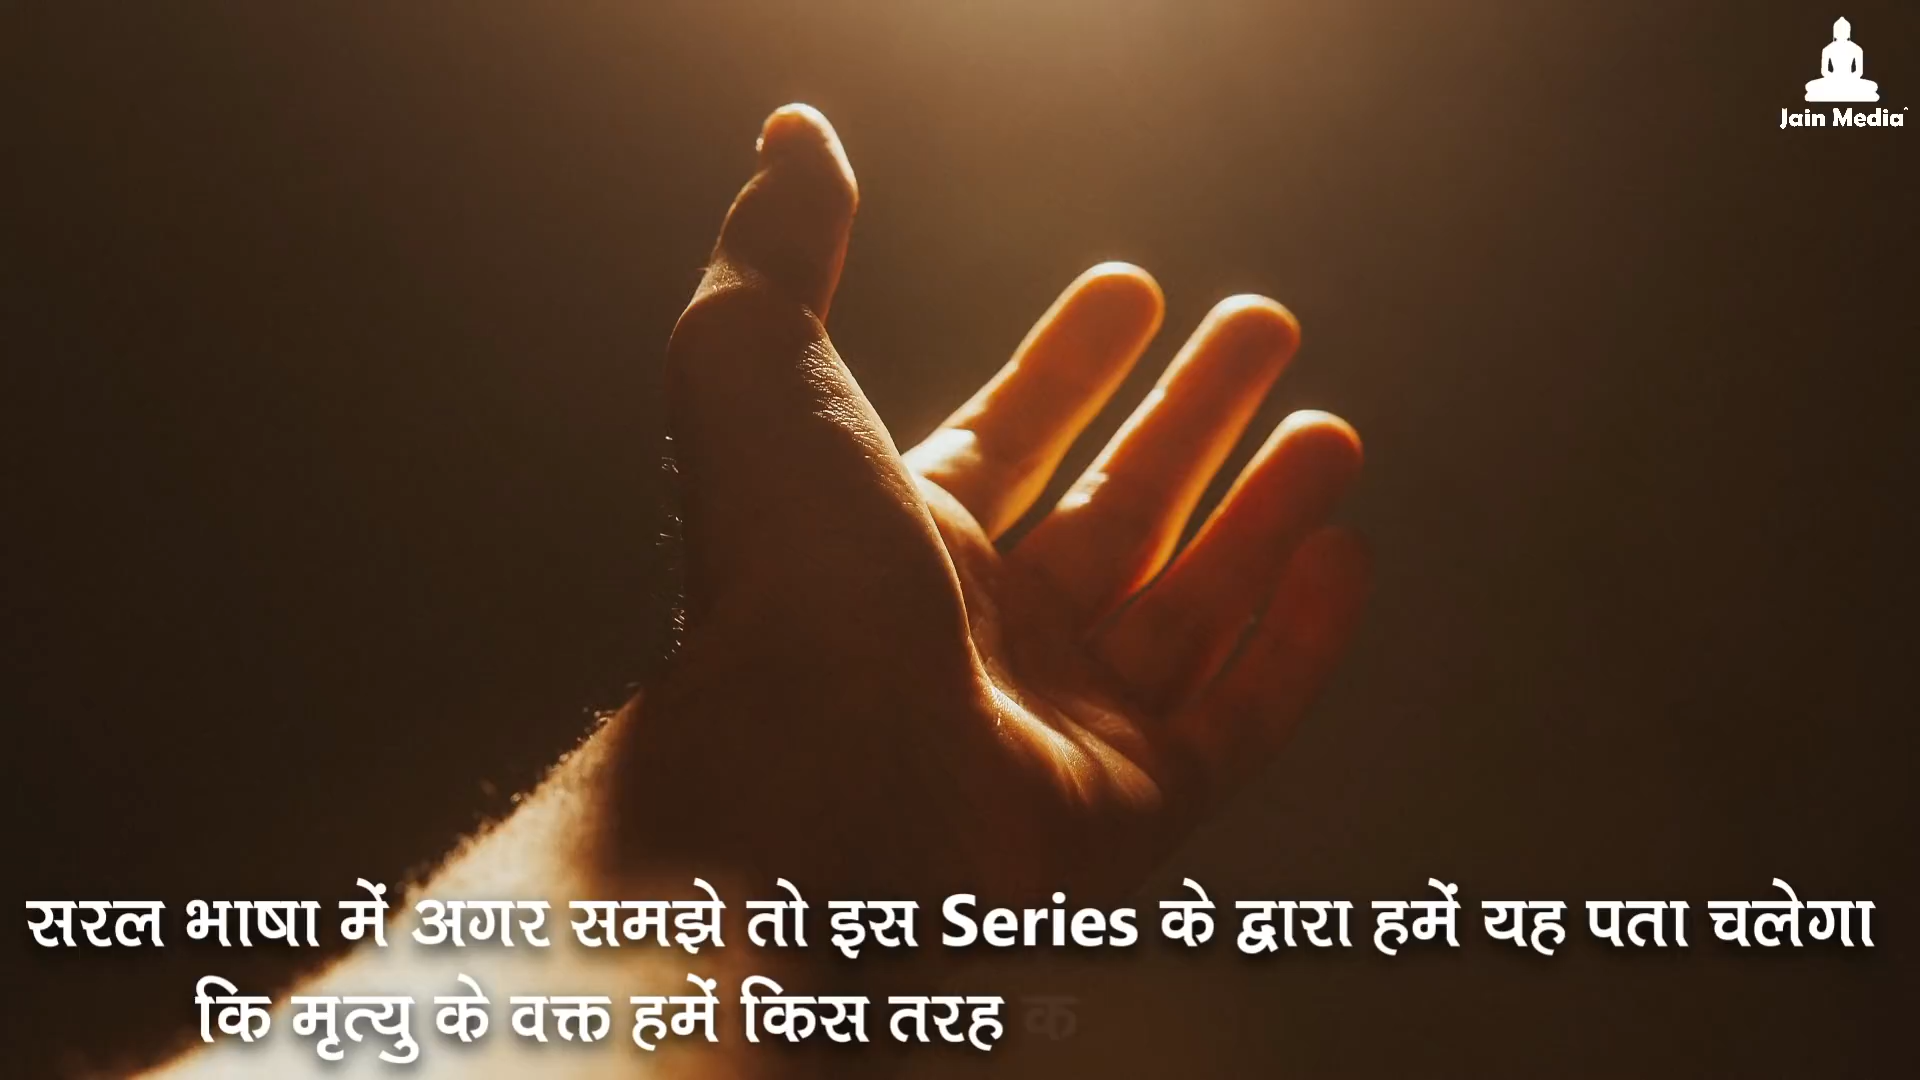 Jain Media
सरल भाषा में अगर समझे तो इस Series के द्वारा हमें यह पता चलेगा
कि मृत्यु के वक्त हमें किस तरह